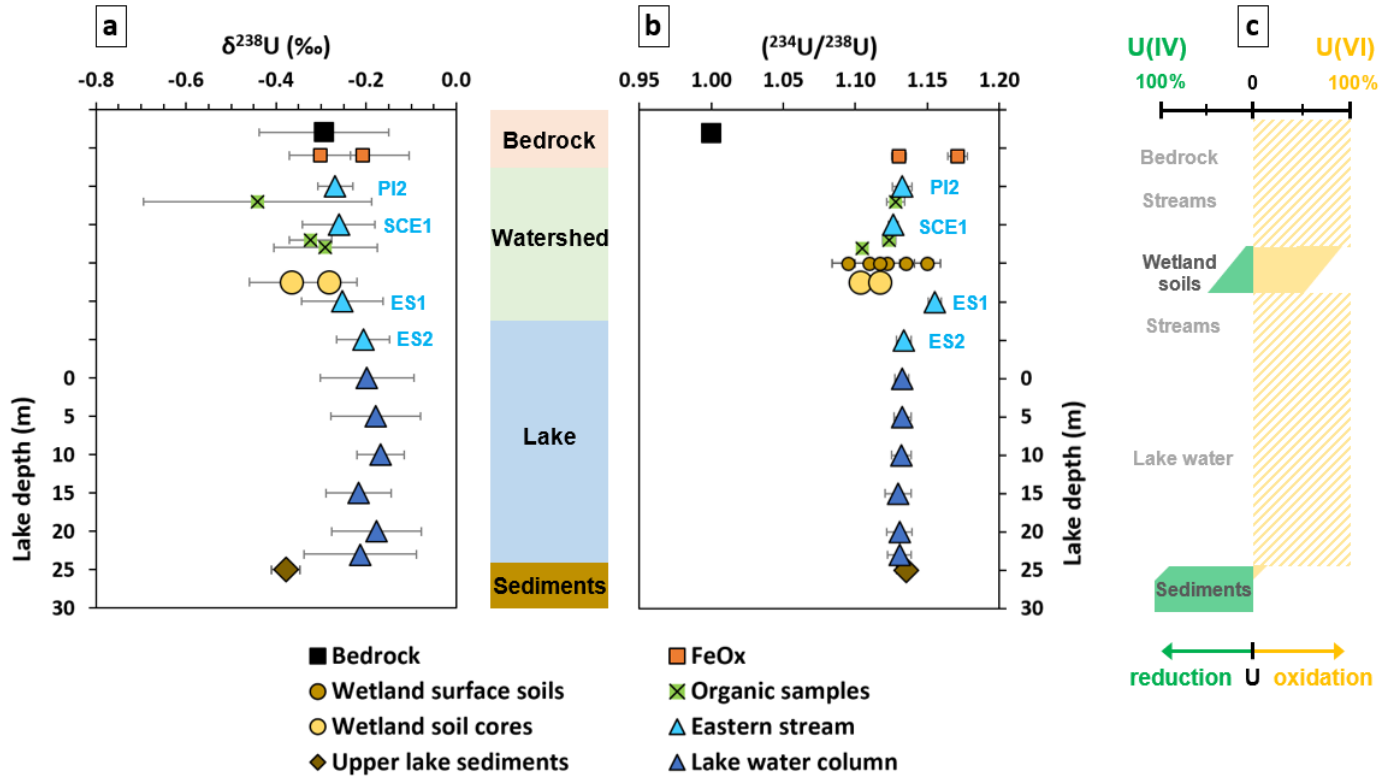 a
δ²³⁸U (‰)
-0.8 -0.6 -0.4 -0.2 0.0
PI2
SCE1
ES1
ES2
Lake depth (m)
0
5
10
15
20
25
30
Bedrock
Watershed
Lake
Sediments
b
(²³⁴U/²³⁸U)
0.95 1.00 1.05 1.10 1.15 1.20
PI2
SCE1
ES1
ES2
0
5
10
15
20
25
30
Lake depth (m)
c
U(IV) U(VI)
100% 0 100%
Bedrock
Streams
Wetland
soils
Streams
Lake water
Sediments
reduction U oxidation
Bedrock
FeOx
Wetland surface soils
Organic samples
Wetland soil cores
Eastern stream
Upper lake sediments
Lake water column